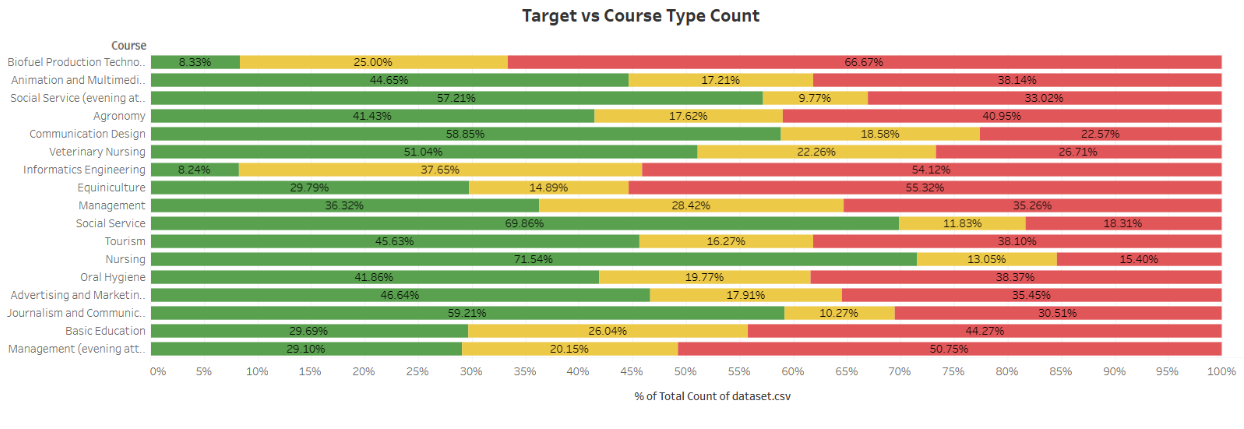 Target vs Course Type Count
Course
Biofuel Production Techno.. 8.33% 25.00% 66.67%
Animation and Multimedi.. 44.65% 17.21% 38.14%
Social Service (evening at.. 57.21% 9.77% 33.02%
Agronomy 41.43% 17.62% 40.95%
Communication Design 58.85% 18.58% 22.57%
Veterinary Nursing 51.04% 22.26% 26.71%
Informatics Engineering 8.24% 37.65% 54.12%
Equiniculture 29.79% 14.89% 55.32%
Management 36.32% 28.42% 35.26%
Social Service 69.86% 11.83% 18.31%
Tourism 45.63% 16.27% 38.10%
Nursing 71.54% 13.05% 15.40%
Oral Hygiene 41.86% 19.77% 38.37%
Advertising and Marketin.. 46.64% 17.91% 35.45%
Journalism and Communic.. 59.21% 10.27% 30.51%
Basic Education 29.69% 26.04% 44.27%
Management (evening att.. 29.10% 20.15% 50.75%
0% 5% 10% 15% 20% 25% 30% 35% 40% 45% 50% 55% 60% 65% 70% 75% 80% 85% 90% 95% 100%
% of Total Count of dataset.csv